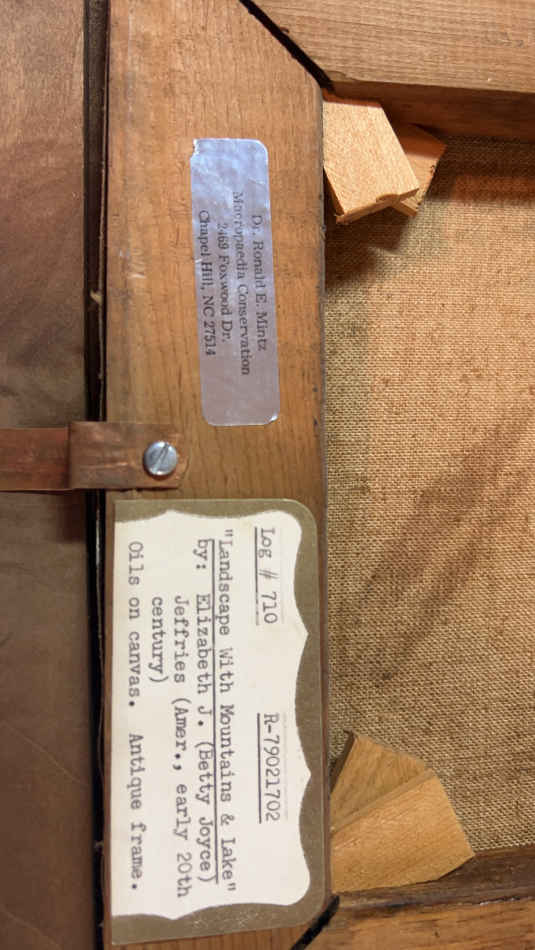 Dr. Ronald E. Mintz
Macropaedia Conservation
2469 Foxwood Dr.
Chapel Hill, NC 27514
Log # 710 R-79021702
"Landscape With Mountains & Lake"
by: Elizabeth J. (Betty Joyce)
Jeffries (Amer., early 20th
century)
Oils on canvas. Antique frame.